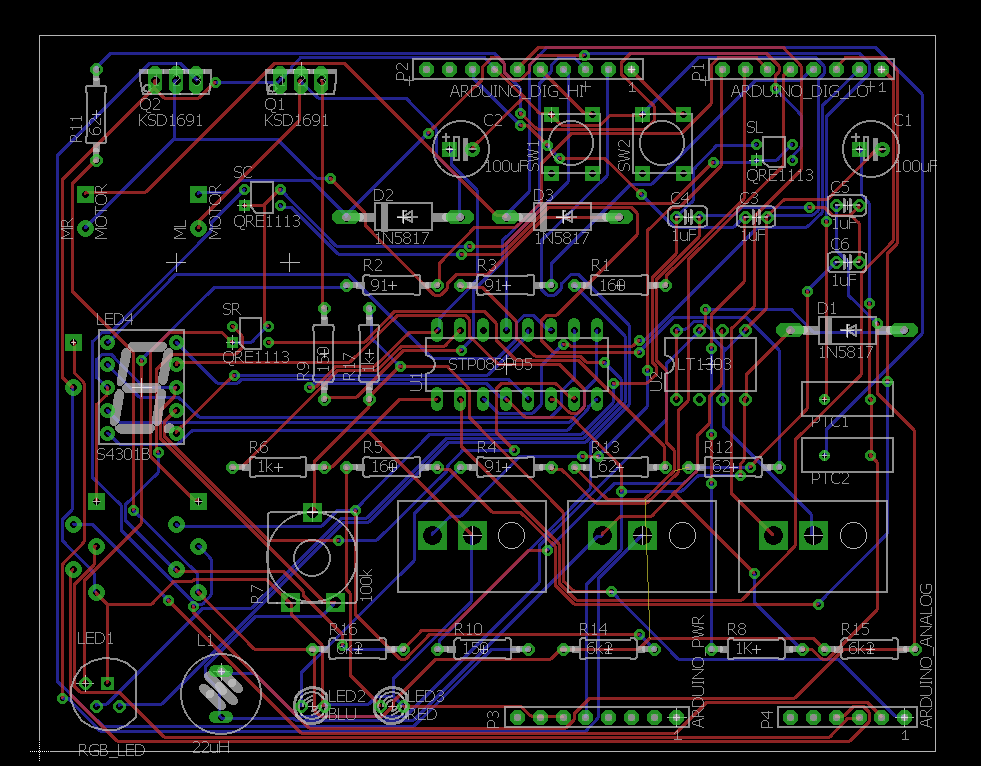 P2
ARDUINO_DIG_HI
1
P1
ARDUINO_DIG_LO
1
Q2
KSD1691
Q1
KSD1691
R11
62+
C2
100uF
SW1
SW2
SL
QRE1113
C1
100uF
MR
MOTOR
ML
MOTOR
SC
QRE1113
D2
1N5817
D3
1N5817
C4
1uF
C3
1uF
C5
1uF
C6
1uF
R2
91+
R3
91+
R1
160
D1
1N5817
LED4
S4301B
SR
QRE1113
R9
150
R17
1k+
U1
STP08DP05
LT1303
PTC1
PTC2
R6
1k+
R5
160
R4
91+
R13
62+
R12
62+
R7
100K
LED1
RGB_LED
L1
22uH
R16
6k2
R10
150
R14
6k2
R8
1K+
R15
6k2
LED2
BLU
LED3
RED
P3
ARDUINO_PWR
1
P4
ARDUINO_ANALOG
1